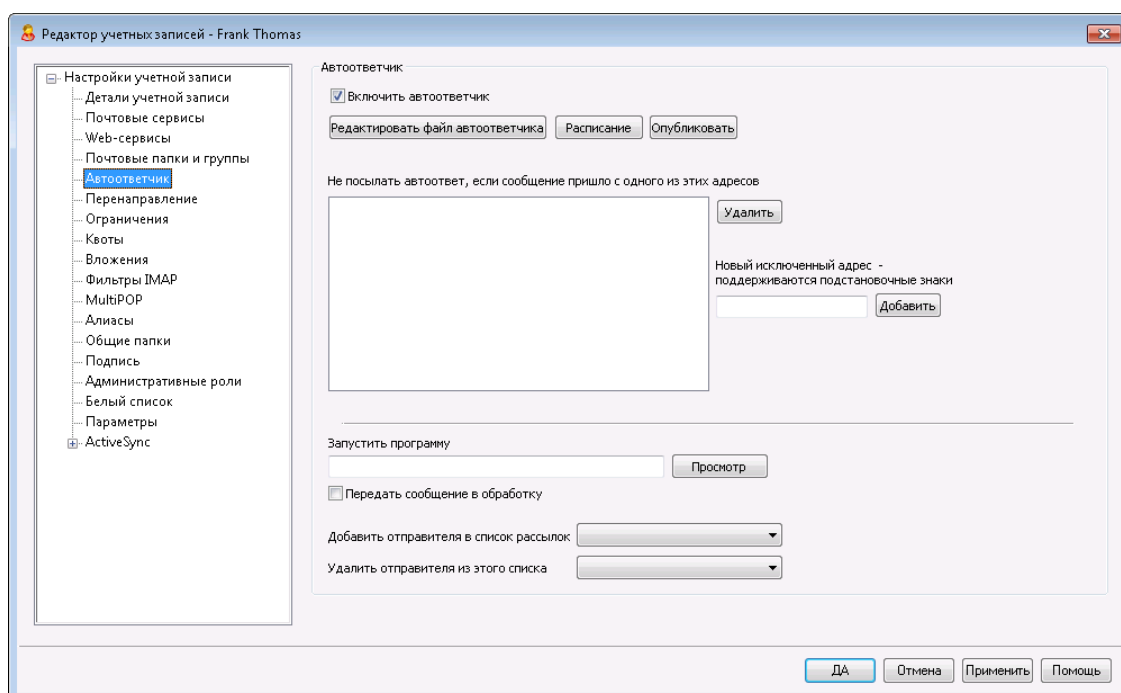 Редактор учетных записей - Frank Thomas
Настройки учетной записи
Детали учетной записи
Почтовые сервисы
Web-сервисы
Почтовые папки и группы
Автоответчик
Перенаправление
Ограничения
Квоты
Вложения
Фильтры IMAP
MultiPOP
Алиасы
Общие папки
Подпись
Административные роли
Белый список
Параметры
ActiveSync
Автоответчик
Включить автоответчик
Редактировать файл автоответчика Расписание Опубликовать
Не посылать автоответ, если сообщение пришло с одного из этих адресов
Удалить
Новый исключенный адрес -
поддерживаются подстановочные знаки
Добавить
Запустить программу
Просмотр
Передать сообщение в обработку
Добавить отправителя в список рассылок
Удалить отправителя из этого списка
ДА Отмена Применить Помощь